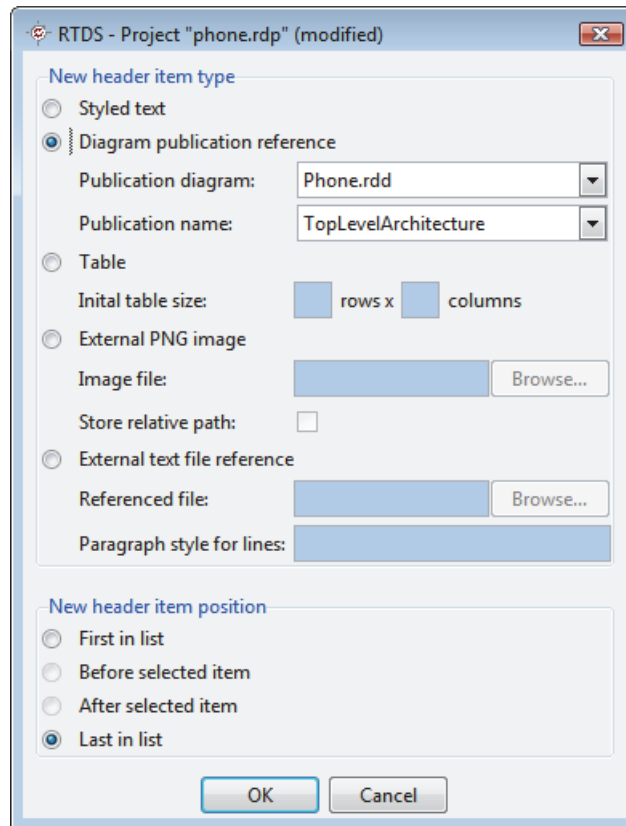 RTDS - Project "phone.rdp" (modified)
New header item type
Styled text
Diagram publication reference
Publication diagram: Phone.rdd
Publication name: TopLevelArchitecture
Table
Inital table size: rows x columns
External PNG image
Image file: Browse...
Store relative path:
External text file reference
Referenced file: Browse...
Paragraph style for lines:
New header item position
First in list
Before selected item
After selected item
Last in list
OK Cancel